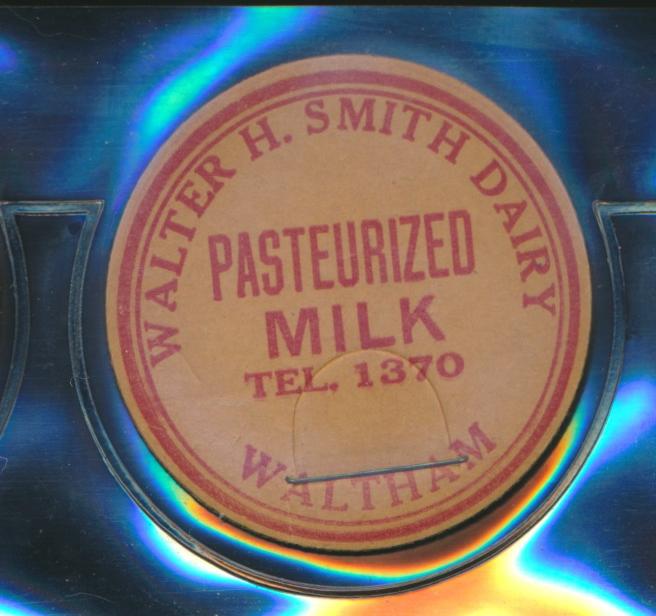 WALTER H. SMITH DAIRY
PASTEURIZED
MILK
TEL. 1370
WALTHAM